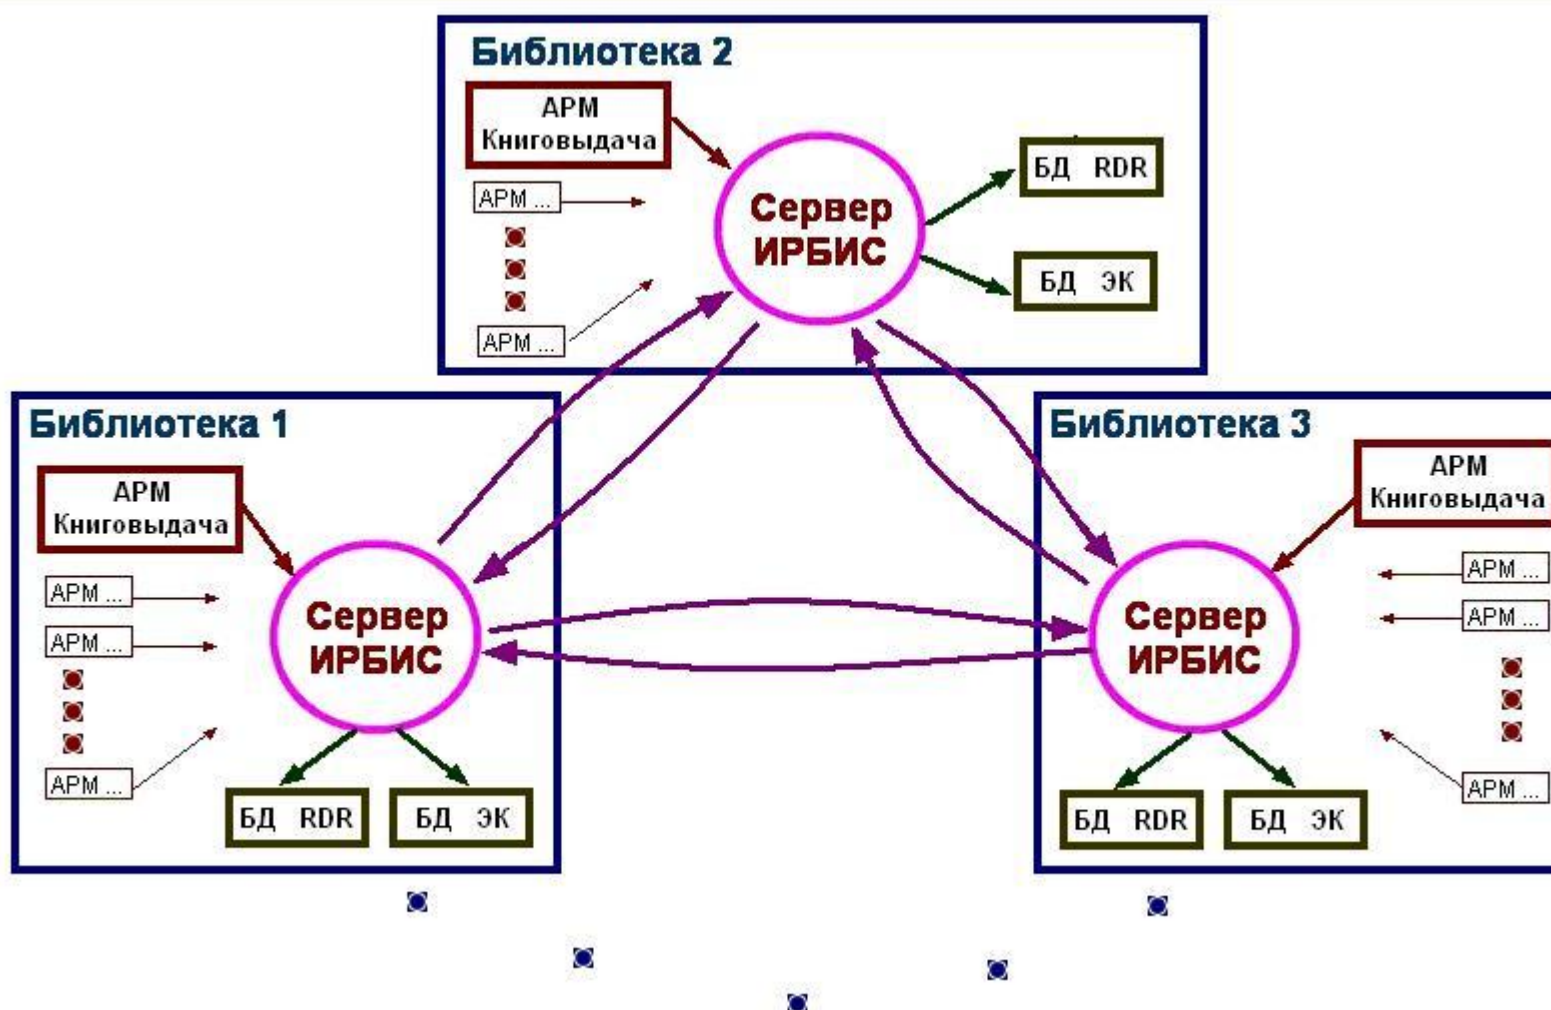 Библиотека 2
АРМ
Книговыдача
АРМ ...
АРМ ...
Сервер
ИРБИС
БД RDR
БД ЭК
Библиотека 1
АРМ
Книговыдача
АРМ ...
АРМ ...
АРМ ...
Сервер
ИРБИС
БД RDR
БД ЭК
Библиотека 3
АРМ
Книговыдача
АРМ ...
АРМ ...
АРМ ...
Сервер
ИРБИС
БД RDR
БД ЭК